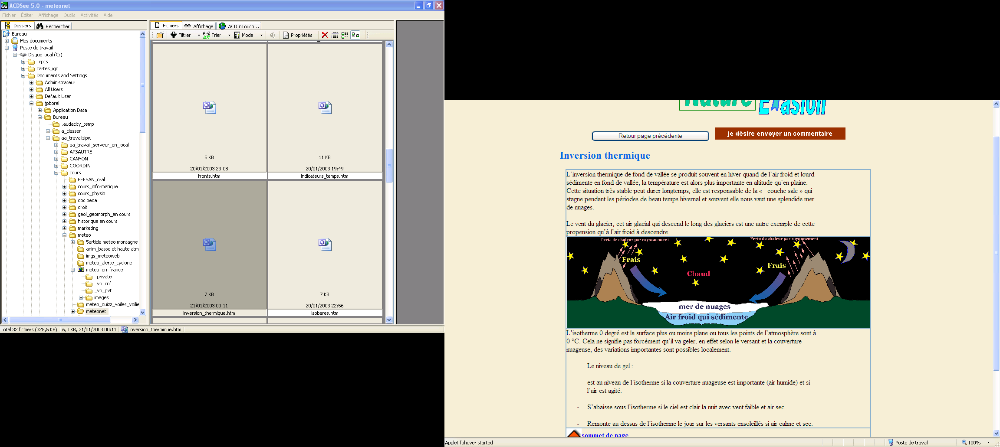 ACDSee 5.0 - meteonet
Fichier Éditer Affichage Outils Activités Aide
Dossiers Rechercher
Bureau
Mes documents
Poste de travail
Disque local (C:)
_rpcs
cartes_ign
Documents and Settings
Administrateur
All Users
Default User
jpborel
Application Data
Bureau
.audacity_temp
a_classer
aa_travailzipw
aa_travail_serveur_en_local
APSAUTRE
CANYON
COORDIN
cours
BEESAN_oral
cours_informatique
cours_physio
doc peda
droit
geol_geomorph_en cours
historique en cours
marketing
meteo
5article meteo montagne
anim_basse et haute atm
imgs_meteoweb
meteo_alerte_cyclone
meteo_en_france
_private
_vti_cnf
_vti_pvt
images
meteo_quizz_voiles_voilie
meteonet
Fichiers Affichage ACDInTouch...
Filtrer A-Z Trier Mode Propriétés
5 KB
20/01/2003 23:08
fronts.htm
11 KB
20/01/2003 19:49
indicateurs_temps.htm
7 KB
21/01/2003 00:11
inversion_thermique.htm
7 KB
20/01/2003 22:56
isobares.htm
Total 32 fichiers (328,5 KB) 6,0 KB, 21/01/2003 00:11 inversion_thermique.htm
Nature Evasion
Retour page précédente je désire envoyer un commentaire
Inversion thermique
L'inversion thermique de fond de vallée se produit souvent en hiver quand de l'air froid et lourd
sédimente en fond de vallée, la température est alors plus importante en altitude qu'en plaine.
Cette situation très stable peut durer longtemps, elle est responsable de la « couche sale » qui
stagne pendant les périodes de beau temps hivernal et souvent elle nous vaut une splendide mer
de nuages.
Le vent du glacier, cet air glacial qui descend le long des glaciers est une autre exemple de cette
propension qu'à l'air froid à descendre.
Perte de chaleur par rayonnement Perte de chaleur par rayonnement
Frais Frais
Chaud
mer de nuages
Air froid qui sédimente
L'isotherme 0 degré est la surface plus ou moins plane ou tous les points de l'atmosphère sont à
0 °C. Cela ne signifie pas forcément qu'il va geler, en effet selon le versant et la couverture
nuageuse, des variations importantes sont possibles localement.
Le niveau de gel :
- est au niveau de l'isotherme si la couverture nuageuse est importante (air humide) et si
l'air est agité.
- S'abaisse sous l'isotherme si le ciel est clair la nuit avec vent faible et air sec.
- Remonte au dessus de l'isotherme le jour sur les versants ensoleillés si air calme et sec.
sommet de page
Applet fphover started Poste de travail 100%